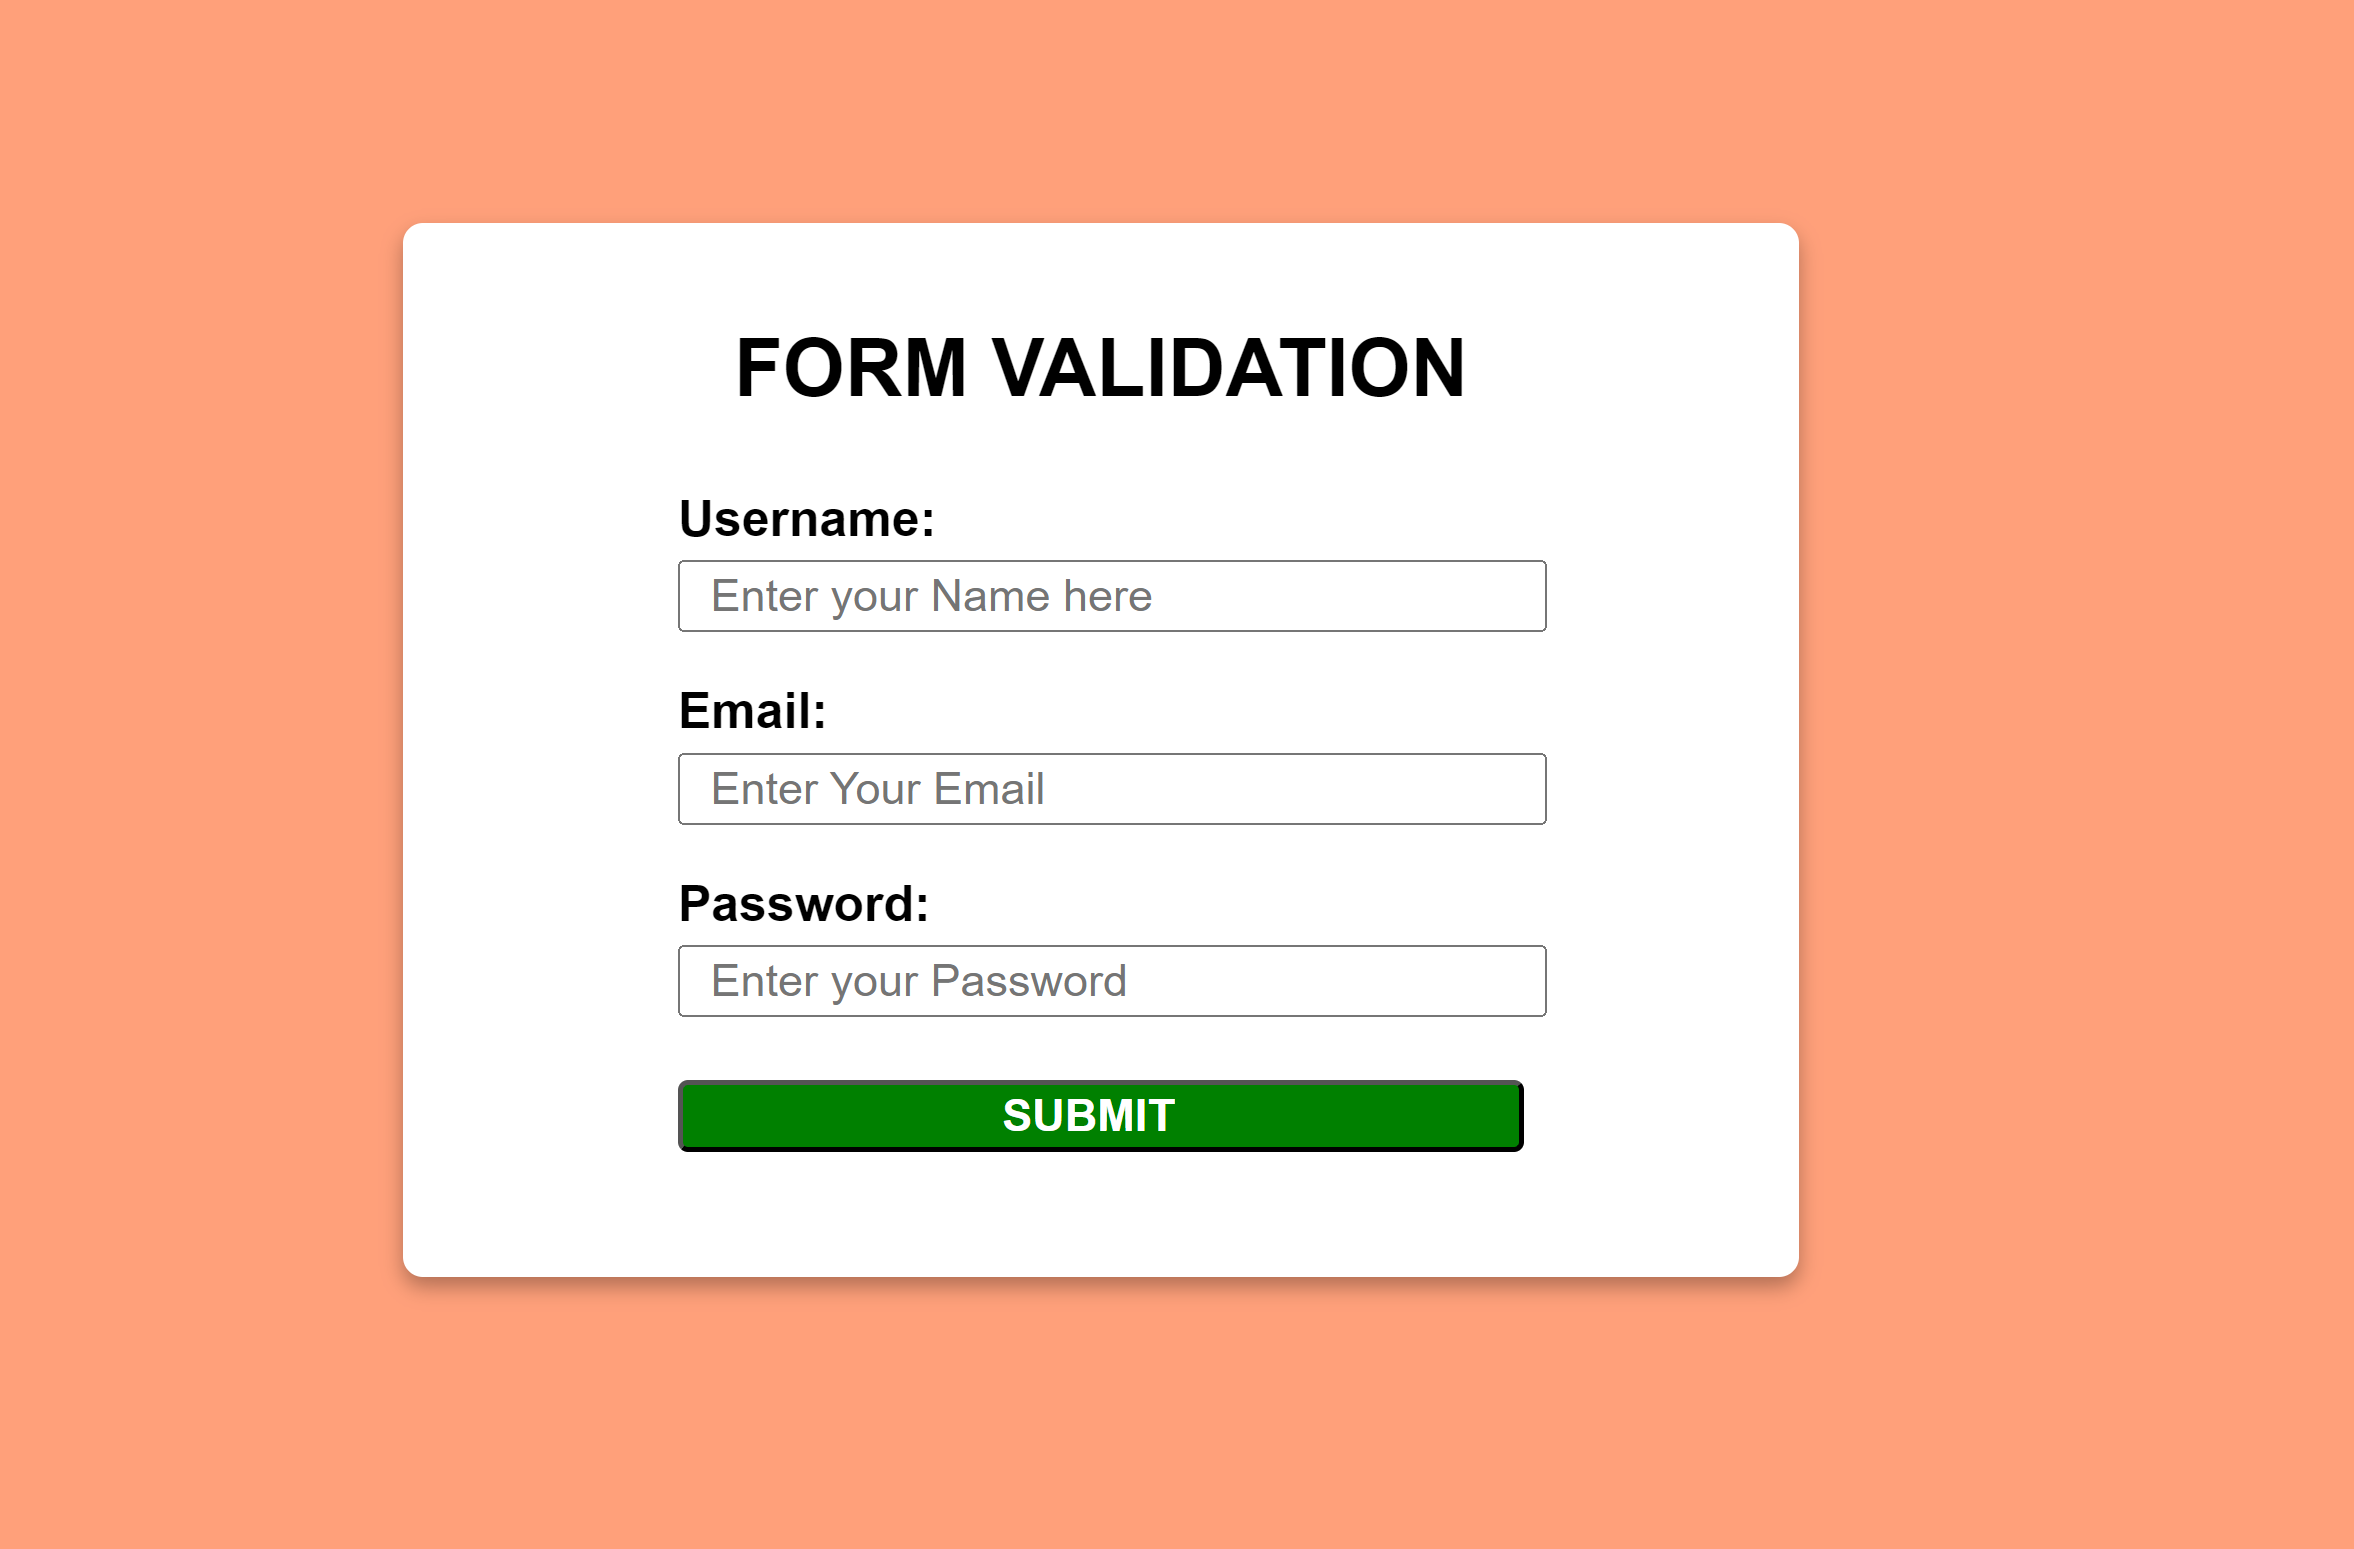 FORM VALIDATION
Username:
Enter your Name here
Email:
Enter Your Email
Password:
Enter your Password
SUBMIT